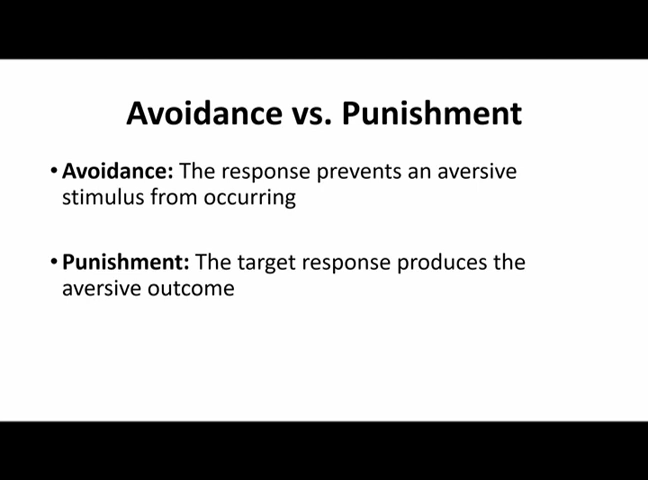 Avoidance vs. Punishment
•Avoidance: The response prevents an aversive
stimulus from occurring
•Punishment: The target response produces the
aversive outcome